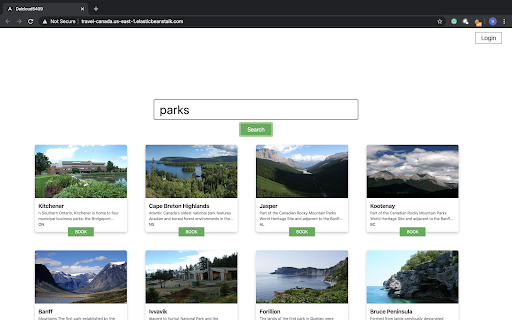 Daldcrud5409
Not Secure | travel-canada.us-east-1.elasticbeanstalk.com
Login
parks
Search
Kitchener
n Southern Ontario, Kitchener is home to four
municipal business parks: the Bridgeport
ON
BOOK
Cape Breton Highlands
Atlantic Canada's oldest national park features
Acadian and boreal forest environments in the...
NS
BOOK
Jasper
Part of the Canadian Rocky Mountain Parks
World Heritage Site and adjacent to the Banff...
AL
BOOK
Kootenay
Part of the Canadian Rocky Mountain Parks
World Heritage Site and adjacent to the Banff...
BC
BOOK
Banff
Mountains The first park established by the
Ivvavik
Adjacent to Vuntut National Park and the
Forillon
The lands of the first park in Quebec were
Bruce Peninsula
Formed from lands previously designated